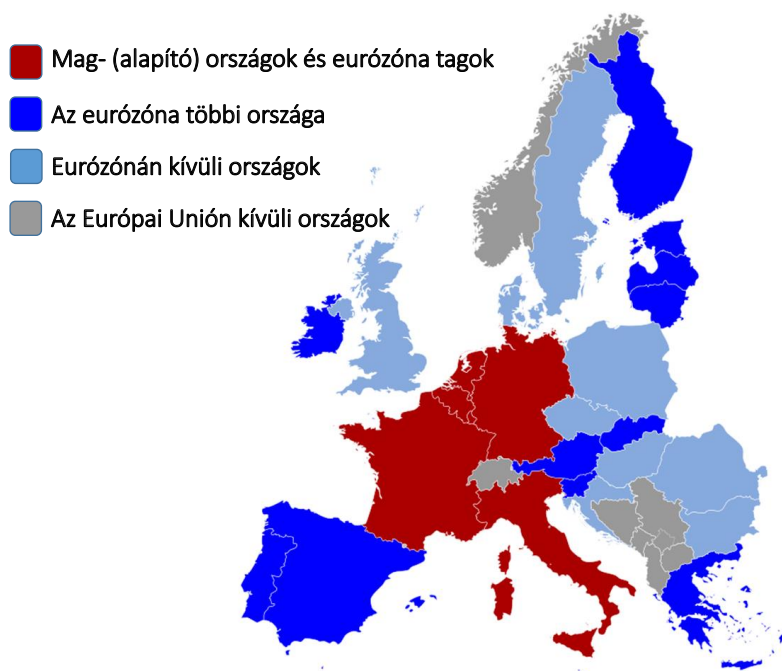 Mag- (alapító) országok és eurózóna tagok
Az eurózóna többi országa
Eurózónán kívüli országok
Az Európai Unión kívüli országok